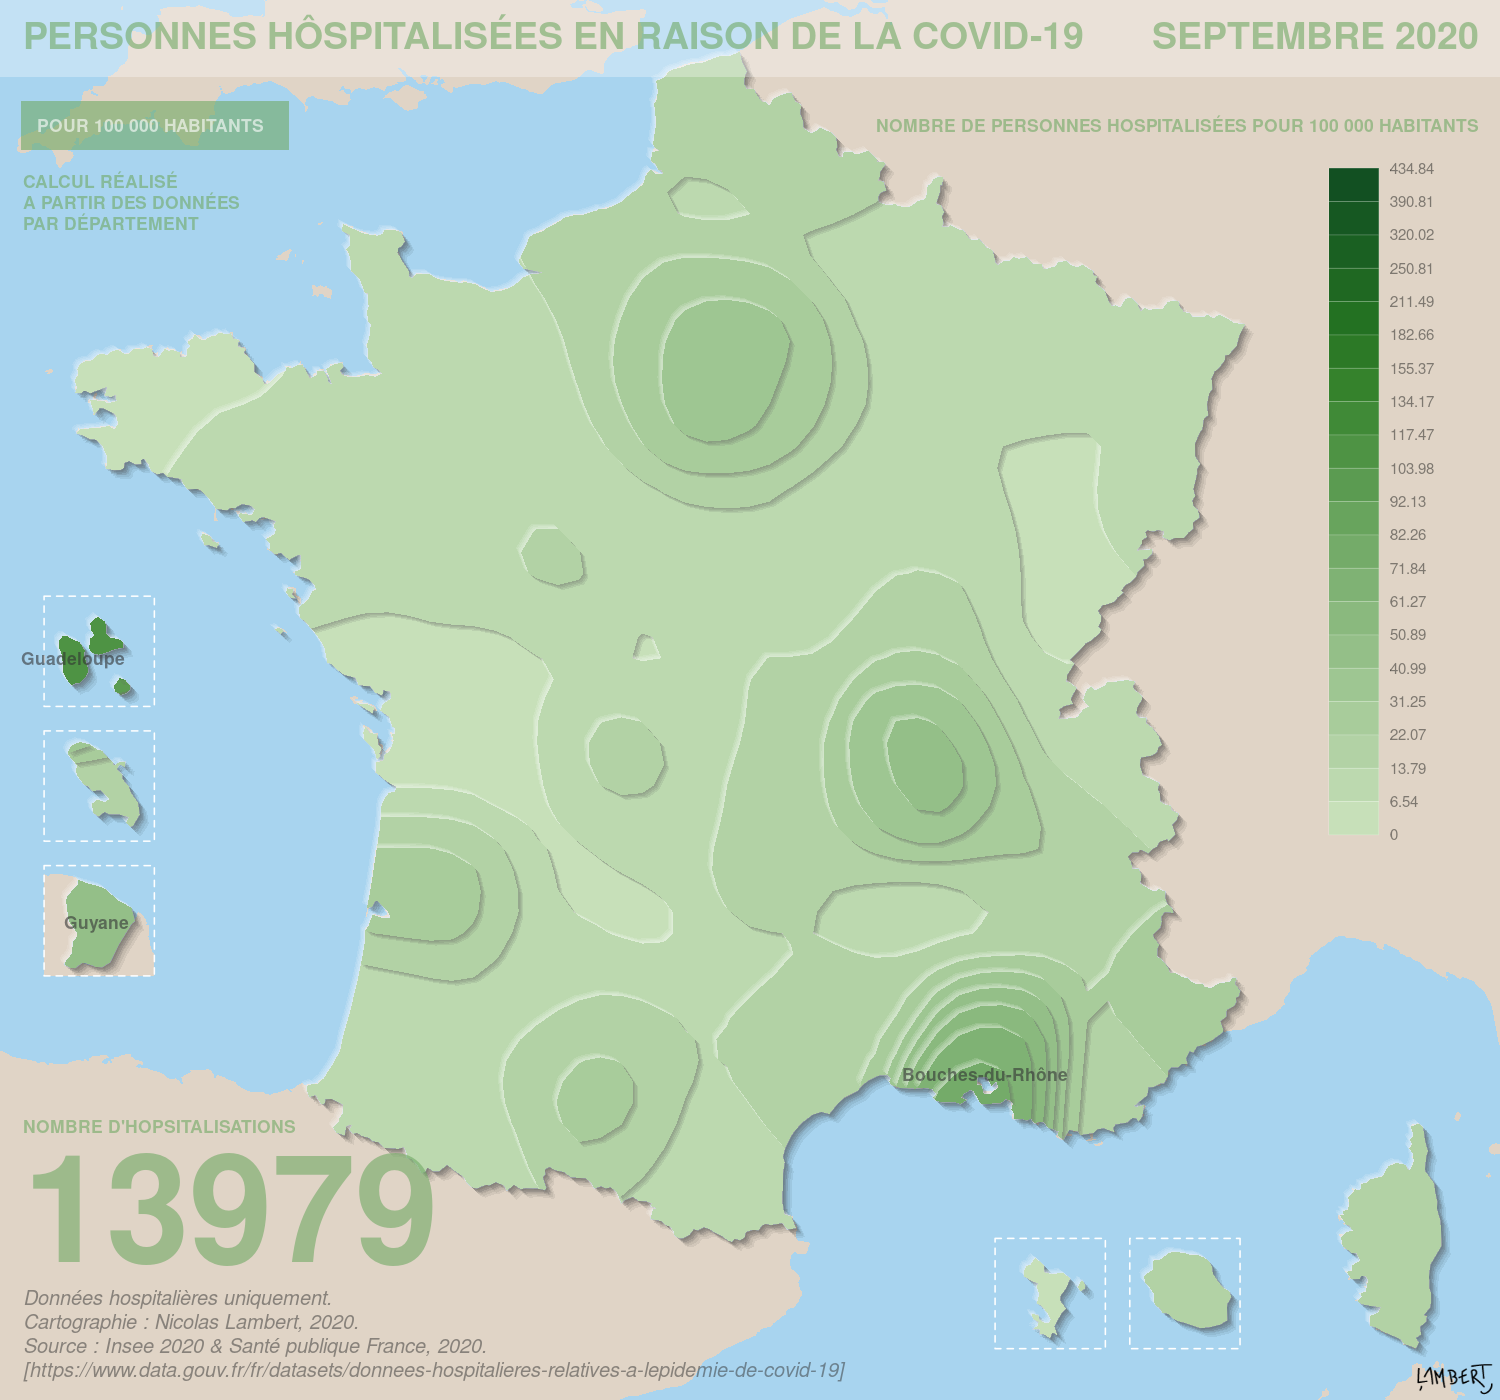 PERSONNES HÔSPITALISÉES EN RAISON DE LA COVID-19 SEPTEMBRE 2020
POUR 100 000 HABITANTS
NOMBRE DE PERSONNES HOSPITALISÉES POUR 100 000 HABITANTS
CALCUL RÉALISÉ
A PARTIR DES DONNÉES
PAR DÉPARTEMENT
434.84
390.81
320.02
250.81
211.49
182.66
155.37
134.17
117.47
103.98
92.13
82.26
71.84
61.27
50.89
40.99
31.25
22.07
13.79
6.54
0
Guadeloupe
Guyane
Bouches-du-Rhône
NOMBRE D'HOPSITALISATIONS
13979
Données hospitalières uniquement.
Cartographie : Nicolas Lambert, 2020.
Source : Insee 2020 & Santé publique France, 2020.
[https://www.data.gouv.fr/fr/datasets/donnees-hospitalieres-relatives-a-lepidemie-de-covid-19]
LAMBERT